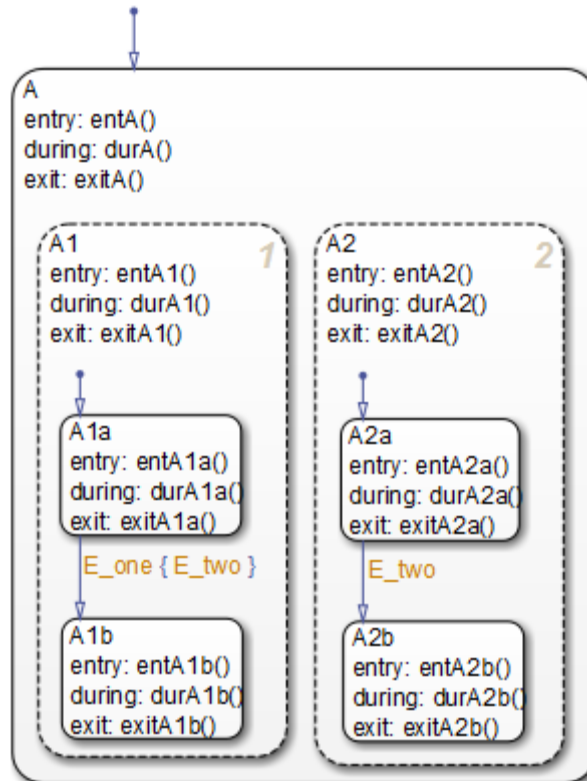 A
entry: entA()
during: durA()
exit: exitA()
A1
1
entry: entA1()
during: durA1()
exit: exitA1()
A1a
entry: entA1a()
during: durA1a()
exit: exitA1a()
E_one { E_two }
A1b
entry: entA1b()
during: durA1b()
exit: exitA1b()
A2
2
entry: entA2()
during: durA2()
exit: exitA2()
A2a
entry: entA2a()
during: durA2a()
exit: exitA2a()
E_two
A2b
entry: entA2b()
during: durA2b()
exit: exitA2b()